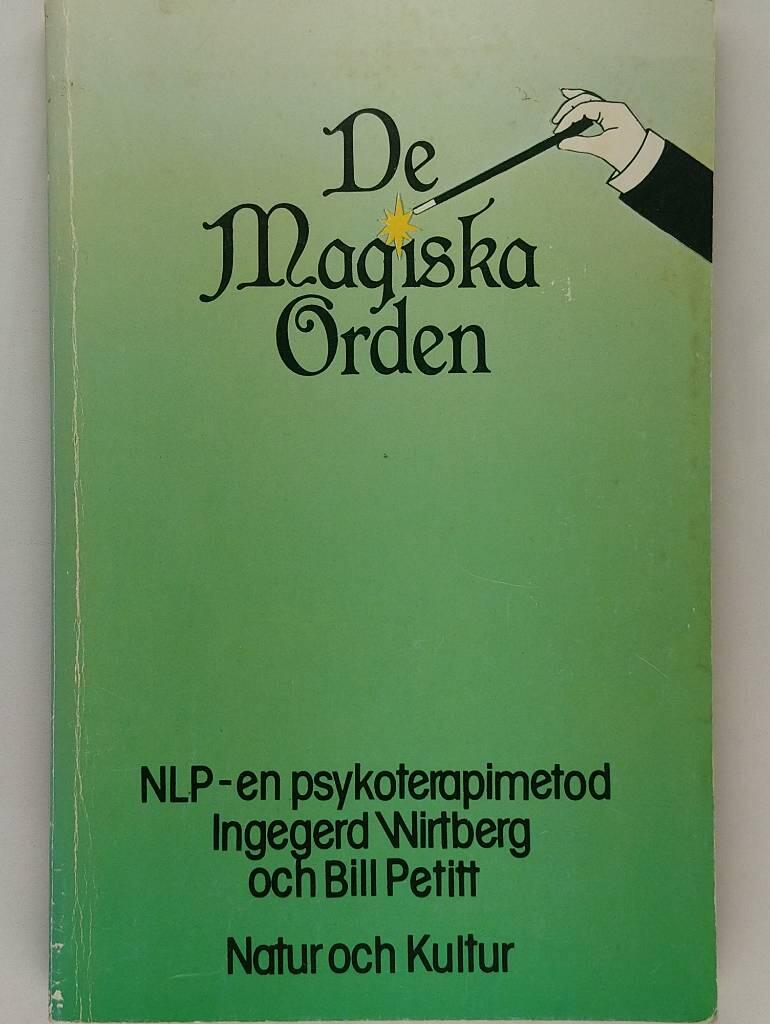 De
Magiska
Orden
NLP-en psykoterapimetod
Ingegerd Wirtberg
och Bill Petitt
Natur och Kultur